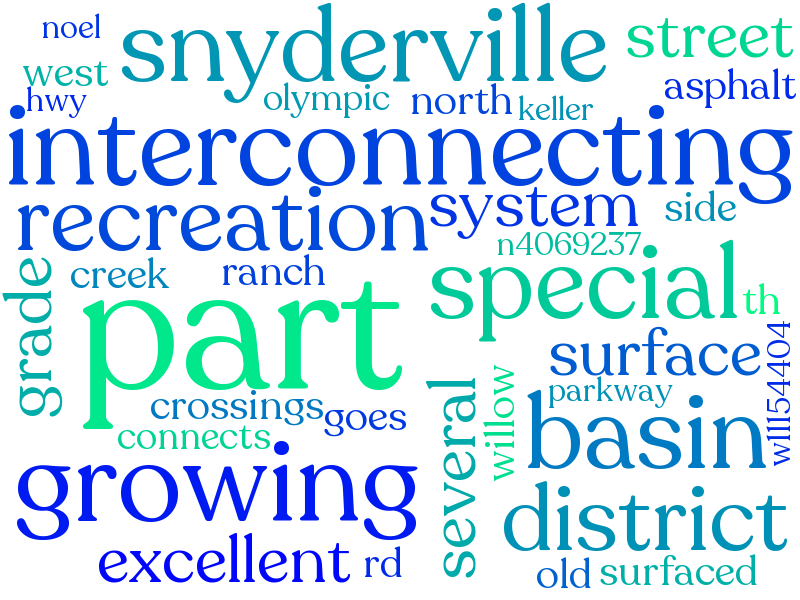 noel
snyderville
street
west
hwy
olympic
north
keller
asphalt
interconnecting
recreation
system
side
n4069237
grade
creek
ranch
special
th
part
surface
w11154404
crossings
goes
parkway
connects
several
willow
basin
growing
district
excellent
rd
old
surfaced